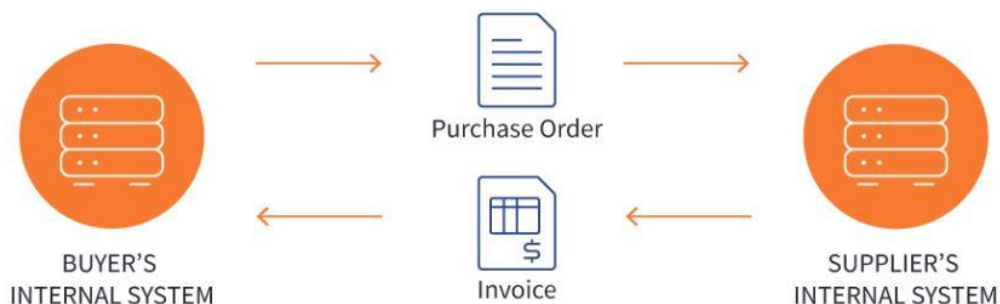 Purchase Order
BUYER'S
INTERNAL SYSTEM
$
Invoice
SUPPLIER'S
INTERNAL SYSTEM